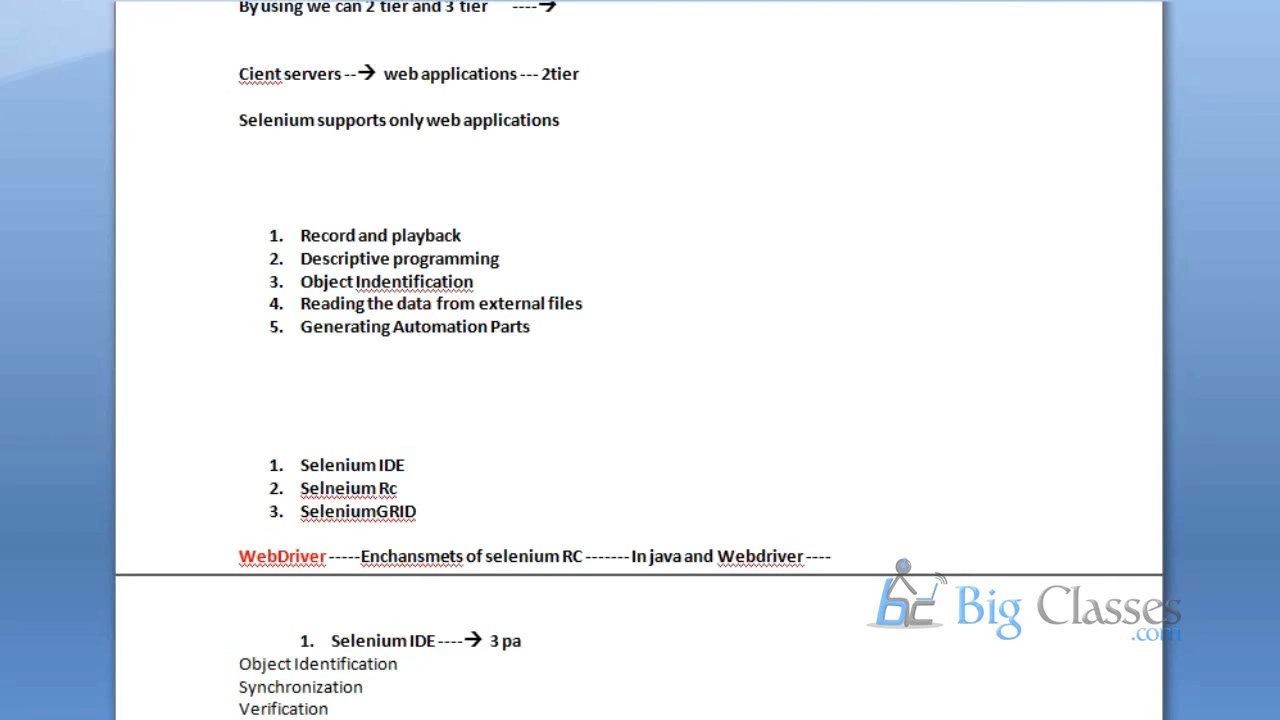 By using we can 2 tier and 3 tier ----→
Cient servers --→ web applications --- 2tier
Selenium supports only web applications
1. Record and playback
2. Descriptive programming
3. Object Indentification
4. Reading the data from external files
5. Generating Automation Parts
1. Selenium IDE
2. Selneium Rc
3. SeleniumGRID
WebDriver -----Enchansmets of selenium RC -------In java and Webdriver ----
bc Big Classes
.com
1. Selenium IDE ----→ 3 pa
Object Identification
Synchronization
Verification